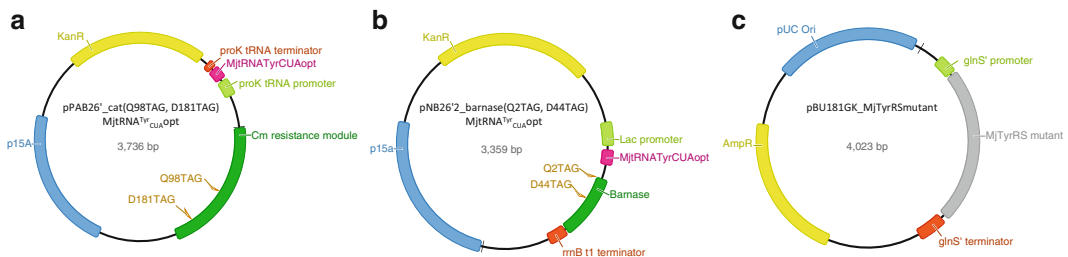 a
KanR
proK tRNA terminator
MjtRNATyrCUAopt
proK tRNA promoter
pPAB26'_cat(Q98TAG, D181TAG)
MjtRNATyrCUAopt
3,736 bp
p15A
Cm resistance module
Q98TAG
D181TAG
b
KanR
pNB26'2_barnase(Q2TAG, D44TAG)
MjtRNATyrCUAopt
3,359 bp
p15a
Lac promoter
MjtRNATyrCUAopt
Q2TAG
D44TAG
Barnase
rrnB t1 terminator
c
pUC Ori
glnS' promoter
pBU181GK_MjTyrRSmutant
4,023 bp
AmpR
MjTyrRS mutant
glnS' terminator